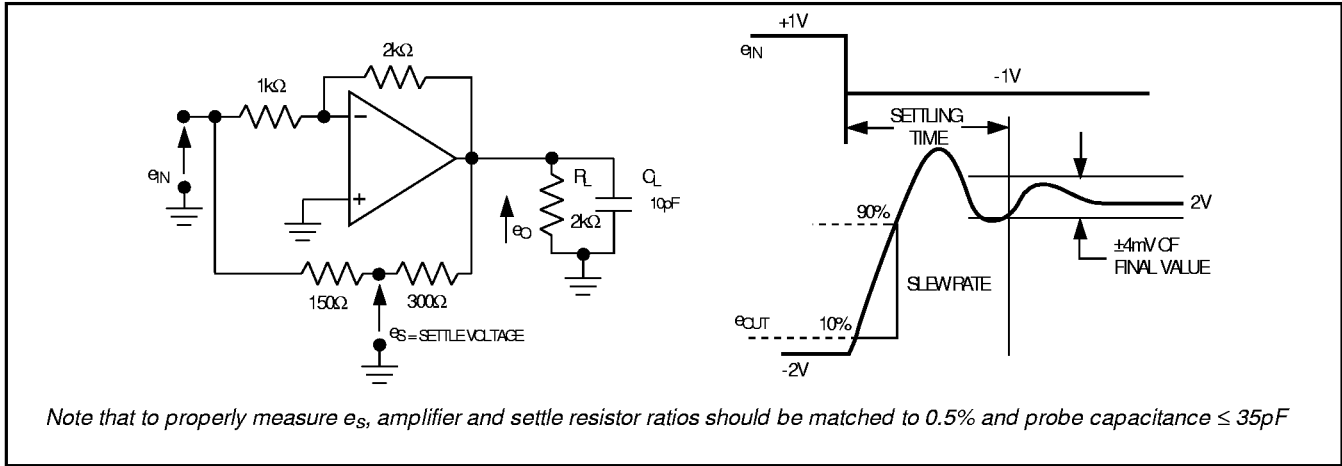 1kΩ
2kΩ
eIN
RL
2kΩ
CL
10pF
eO
150Ω
300Ω
eS = SETTLE VOLTAGE
+1V
eIN
-1V
SETTLING
TIME
90%
2V
±4mV OF
FINAL VALUE
SLEW RATE
eOUT
10%
-2V
Note that to properly measure eS, amplifier and settle resistor ratios should be matched to 0.5% and probe capacitance ≤ 35pF